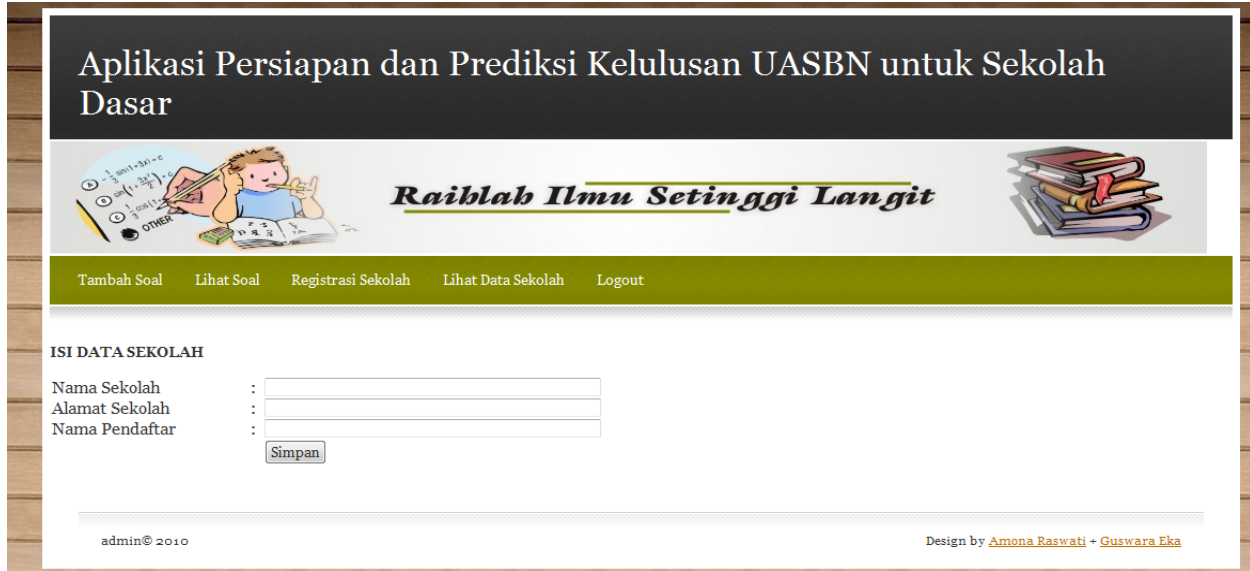 Aplikasi Persiapan dan Prediksi Kelulusan UASBN untuk Sekolah
Dasar
OTHER
Raihlah Ilmu Setinggi Langit
Tambah Soal Lihat Soal Registrasi Sekolah Lihat Data Sekolah Logout
ISI DATA SEKOLAH
Nama Sekolah :
Alamat Sekolah :
Nama Pendaftar :
Simpan
admin© 2010 Design by Amona Raswati + Guswara Eka